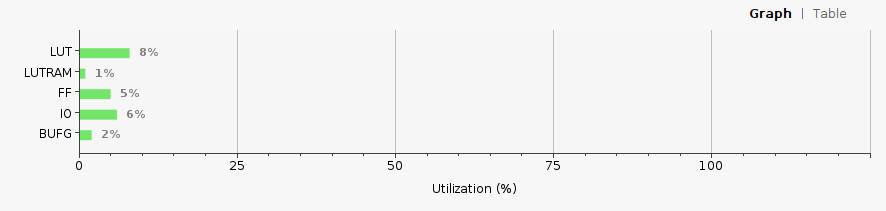 Graph | Table
LUT 8%
LUTRAM 1%
FF 5%
IO 6%
BUFG 2%
0 25 50 75 100
Utilization (%)